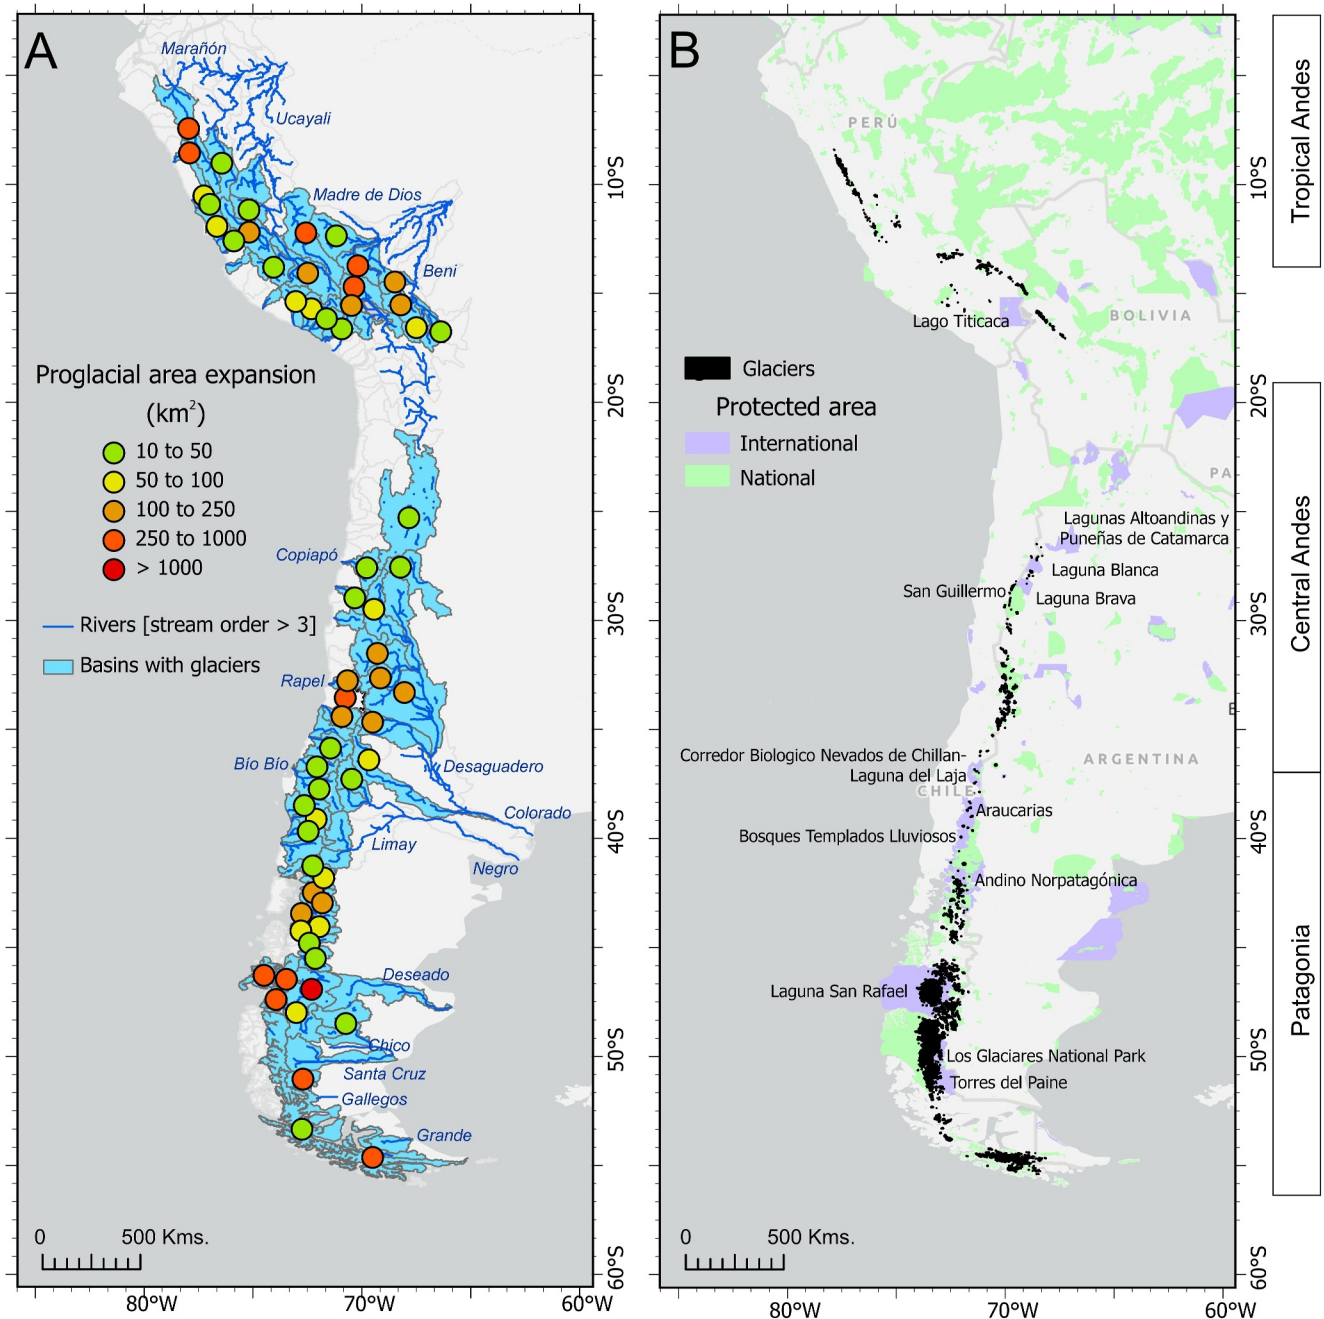 A
Marañón
Ucayali
Madre de Dios
Beni
Proglacial area expansion
(km²)
10 to 50
50 to 100
100 to 250
250 to 1000
> 1000
Rivers [stream order > 3]
Basins with glaciers
Copiapó
Rapel
Bío Bío
Desaguadero
Colorado
Limay
Negro
Deseado
Chico
Santa Cruz
Gallegos
Grande
0 500 Kms.
80°W 70°W 60°W
10°S
20°S
30°S
40°S
50°S
60°S
B
PERÚ
BOLIVIA
Lago Titicaca
Glaciers
Protected area
International
National
PA
Lagunas Altoandinas y
Puneñas de Catamarca
Laguna Blanca
San Guillermo
Laguna Brava
Corredor Biologico Nevados de Chillan-
Laguna del Laja
ARGENTINA
CHILE
Araucarias
Bosques Templados Lluviosos
Andino Norpatagónica
Laguna San Rafael
Los Glaciares National Park
Torres del Paine
0 500 Kms.
80°W 70°W 60°W
10°S
20°S
30°S
40°S
50°S
60°S
Tropical Andes
Central Andes
Patagonia